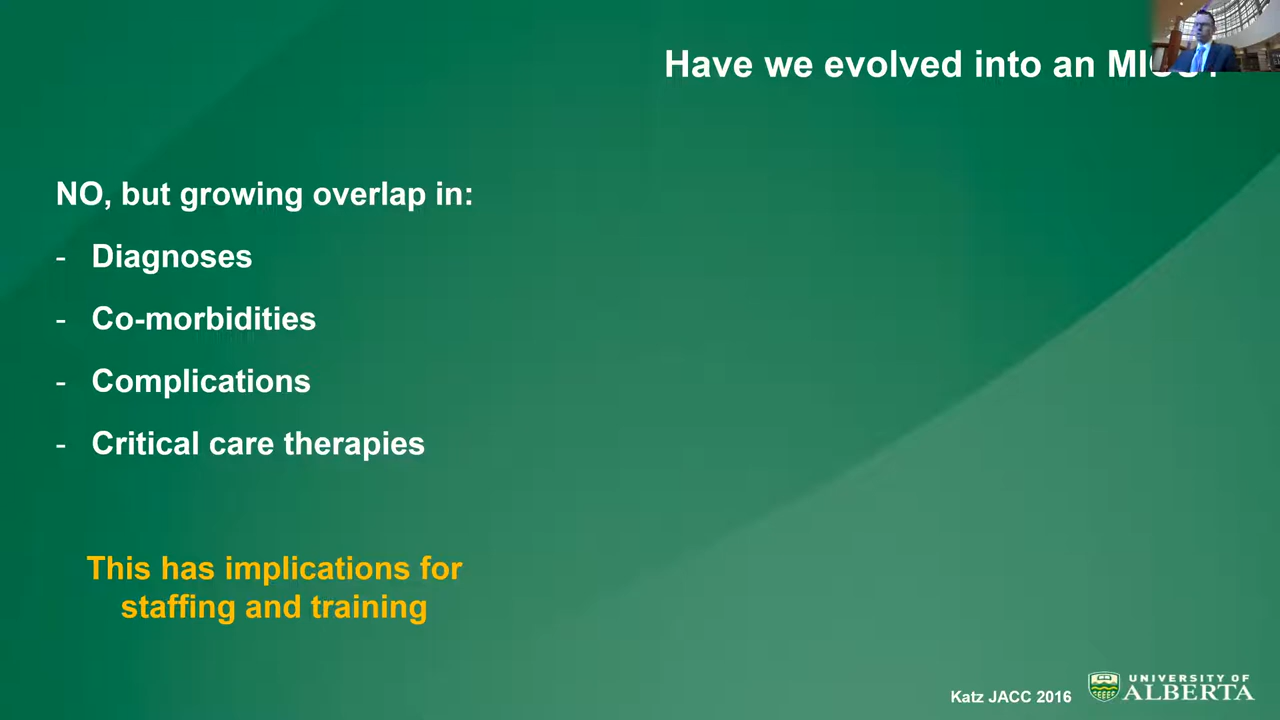 Have we evolved into an
NO, but growing overlap in:
- Diagnoses
- Co-morbidities
- Complications
- Critical care therapies
This has implications for
staffing and training
Katz JACC 2016
UNIVERSITY OF
ALBERTA